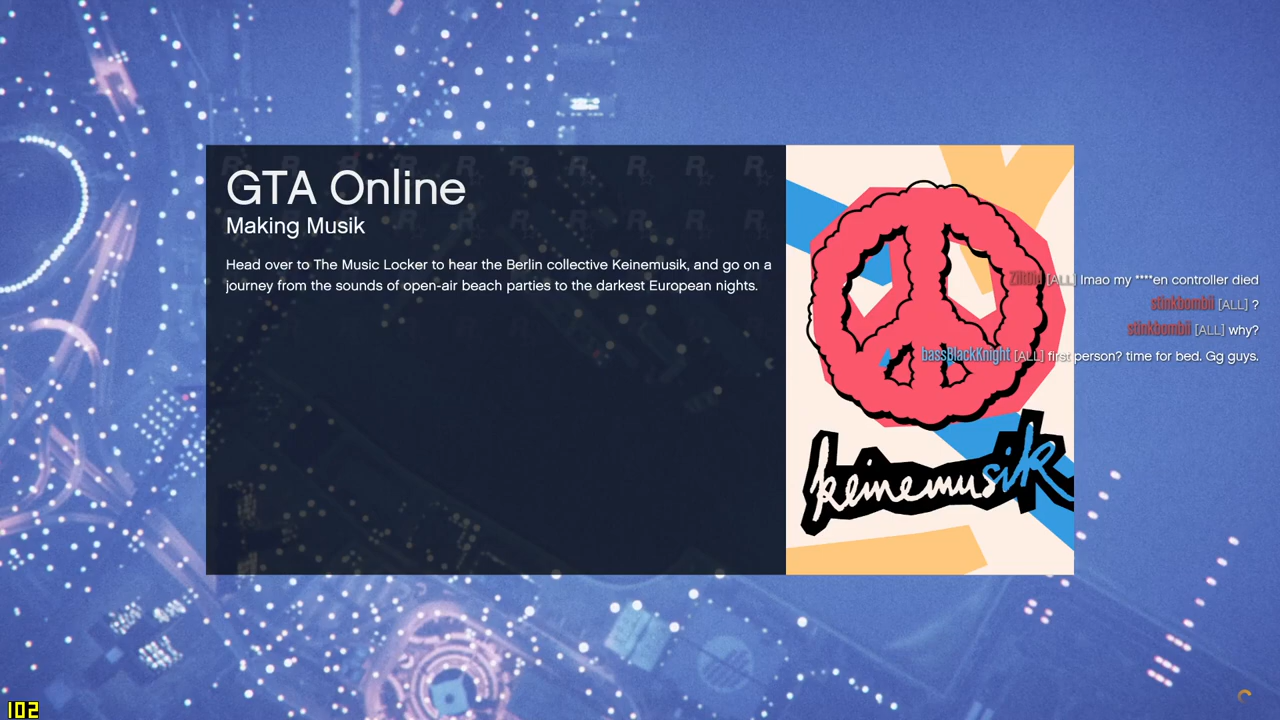 GTA Online
Making Musik
Head over to The Music Locker to hear the Berlin collective Keinemusik, and go on a
journey from the sounds of open-air beach parties to the darkest European nights.
[ALL] lmao my ****en controller died
stinkbombii [ALL] ?
stinkbombii [ALL] why?
bassBlackKnight [ALL] first person? time for bed. Gg guys.
keinemusik
102